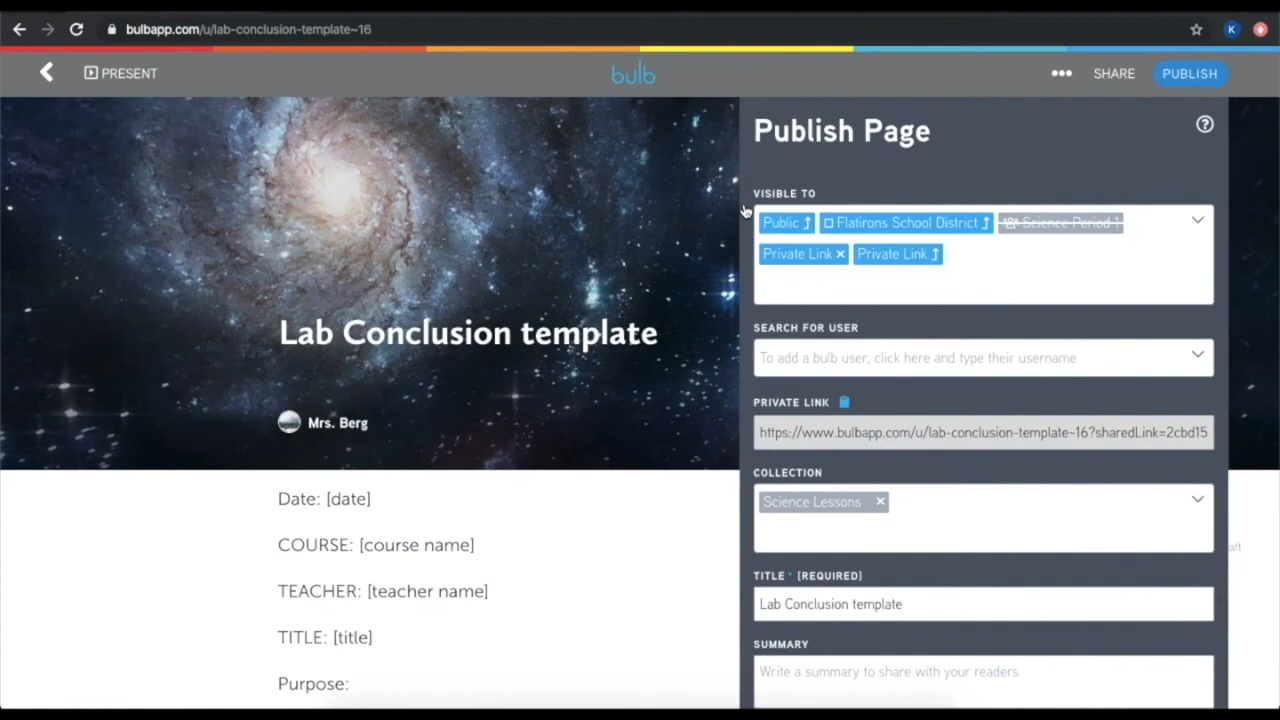 bulbapp.com/u/lab-conclusion-template~16
K
PRESENT
bulb
SHARE
PUBLISH
Lab Conclusion template
Mrs. Berg
Date: [date]
COURSE: [course name]
TEACHER: [teacher name]
TITLE: [title]
Purpose:
Publish Page
?
VISIBLE TO
Public
Flatirons School District
Science Period 1
Private Link
Private Link
SEARCH FOR USER
To add a bulb user, click here and type their username
PRIVATE LINK
https://www.bulbapp.com/u/lab-conclusion-template~16?sharedLink=2cbd15
COLLECTION
Science Lessons
TITLE * [REQUIRED]
Lab Conclusion template
SUMMARY
Write a summary to share with your readers
aft